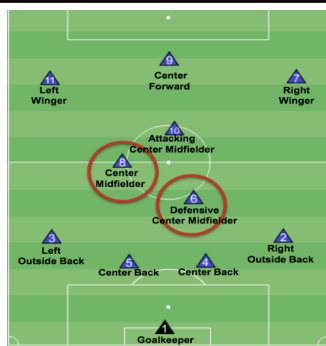 9
Center
Forward
11
Left
Winger
7
Right
Winger
10
Attacking
Center Midfielder
8
Center
Midfielder
6
Defensive
Center Midfielder
3
Left
Outside Back
2
Right
Outside Back
5
Center Back
4
Center Back
1
Goalkeeper